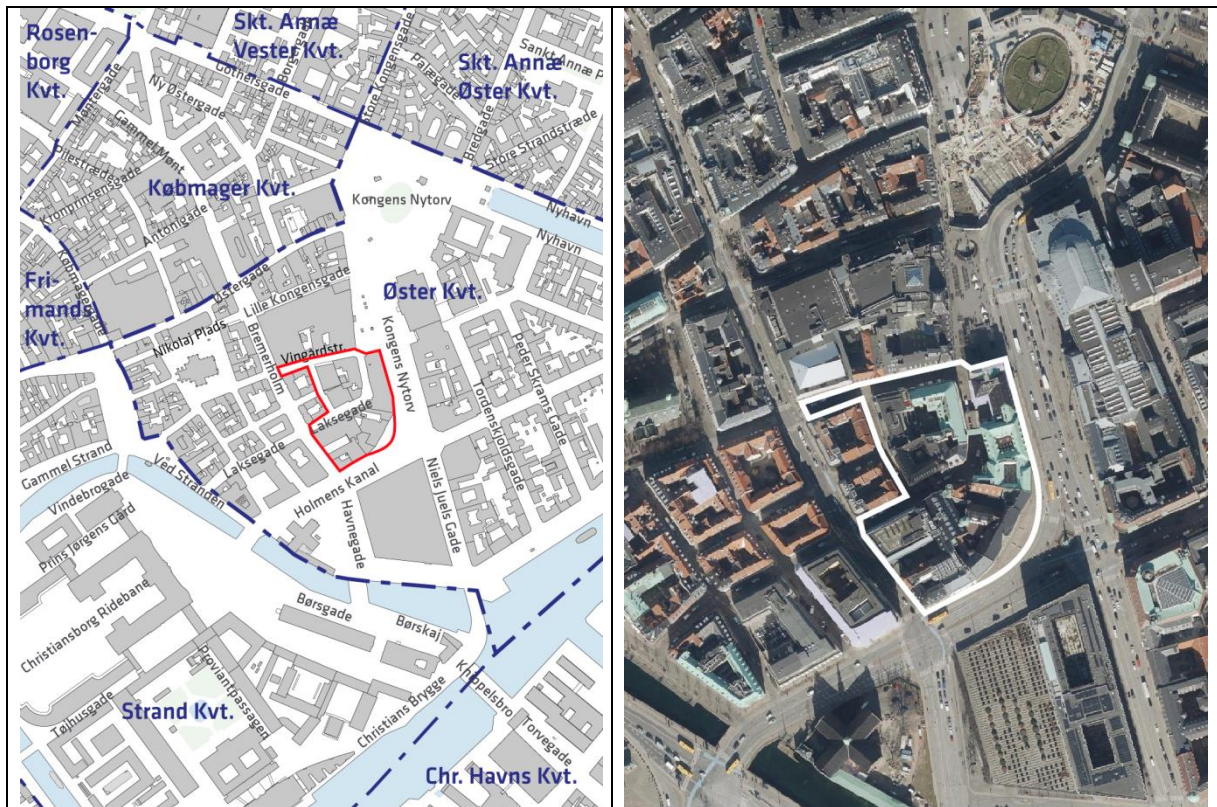 Rosen-
borg
Kvt.
Skt. Annæ
Vester Kvt.
Borgergade
Store Kongensgade
Palægade
Sankt Annæ P
Skt. Annæ
Øster Kvt.
Gothersgade
Møntergade
Ny Østergade
Gammel Mønt
Bredgade
Store Strandstræde
Pilestrædegade
Kronprinsensgade
Købmager Kvt.
Kongens Nytorv
Nyhavn
Nyhavn
Antonigade
Købmagergade
Fri-
mands
Kvt.
Østergade
Lille Kongensgade
Øster Kvt.
Nikolaj Plads
Bremerholm
Vingårdstr.
Kongens Nytorv
Peder Skrams Gade
Tordenskjoldsgade
Laksegade
Laksegade
Gammel Strand
Ved Stranden
Vindebrogade
Holmens Kanal
Niels Juels Gade
Havnegade
Prins Jørgens Gård
Christiansborg Ridebane
Børsgade
Børskaj
Proviantpassagen
Knippelsbro
Torvegade
Tøjhusgade
Strand Kvt.
Christians Brygge
Chr. Havns Kvt.